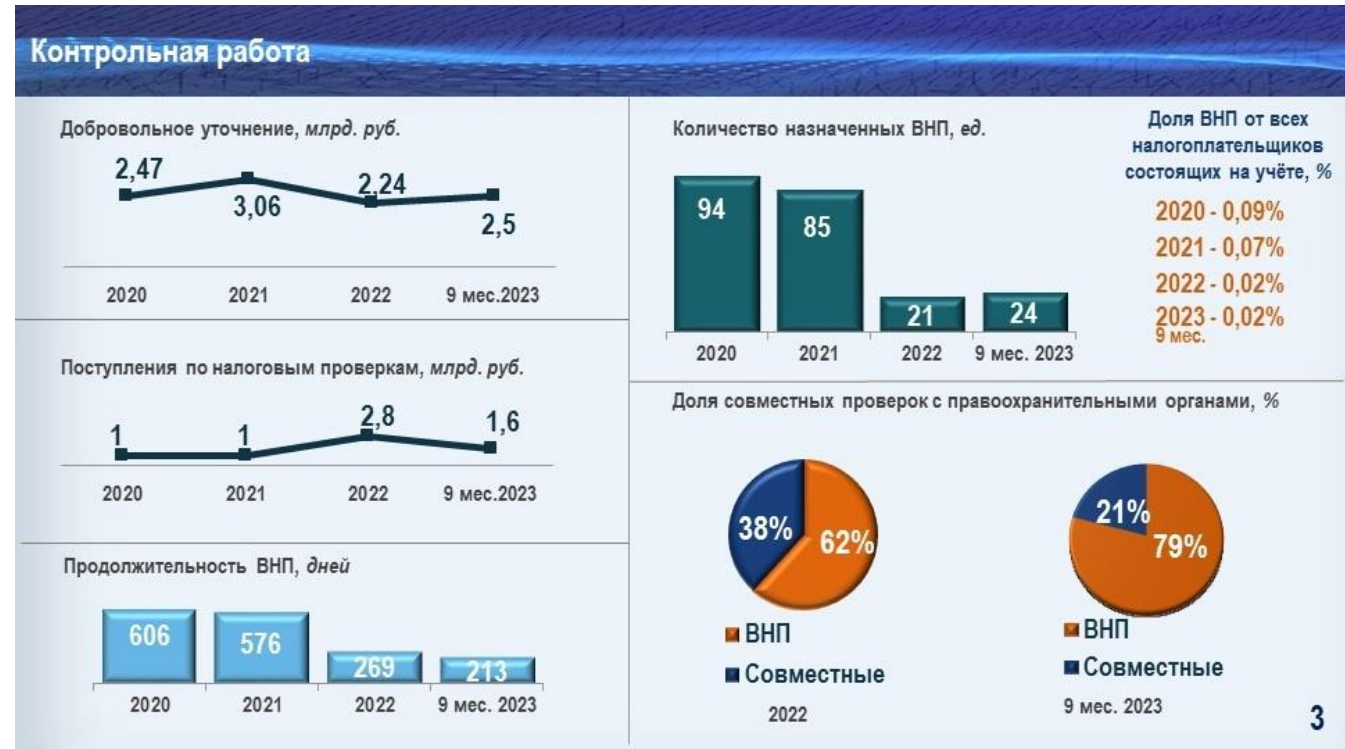 Контрольная работа
Добровольное уточнение, млрд. руб.
2,47
3,06
2,24
2,5
2020 2021 2022 9 мес.2023
Поступления по налоговым проверкам, млрд. руб.
1 1 2,8 1,6
2020 2021 2022 9 мес.2023
Продолжительность ВНП, дней
606 576 269 213
2020 2021 2022 9 мес. 2023
Количество назначенных ВНП, ед.
94 85 21 24
2020 2021 2022 9 мес. 2023
Доля ВНП от всех
налогоплательщиков
состоящих на учёте, %
2020 - 0,09%
2021 - 0,07%
2022 - 0,02%
2023 - 0,02%
9 мес.
Доля совместных проверок с правоохранительными органами, %
38% 62%
ВНП
Совместные
2022
21% 79%
ВНП
Совместные
9 мес. 2023
3